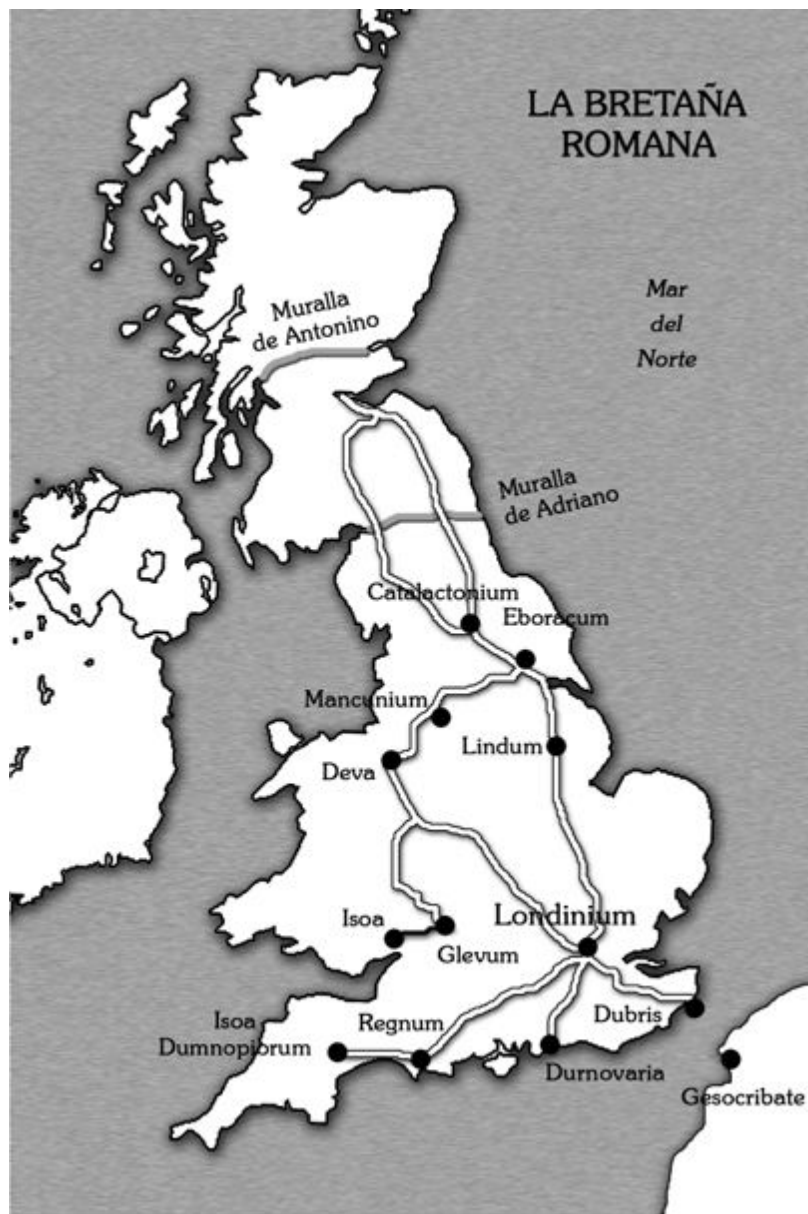 LA BRETAÑA
ROMANA
Mar
del
Norte
Muralla
de Antonino
Muralla
de Adriano
Catalactonium
Eboracum
Mancunium
Lindum
Deva
Londinium
Isoa
Glevum
Isoa
Dumnopiorum
Regnum
Dubris
Durnovaria
Gesocribate